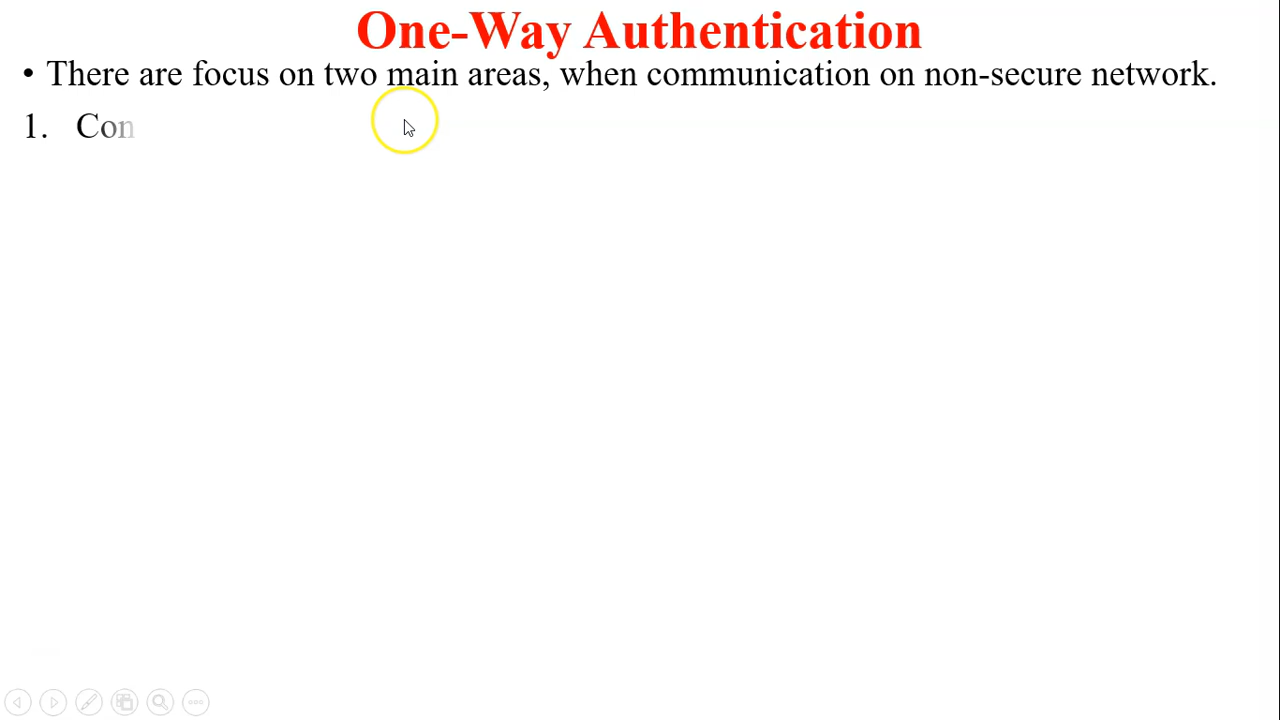 One-Way Authentication
• There are focus on two main areas, when communication on non-secure network.
1. Con